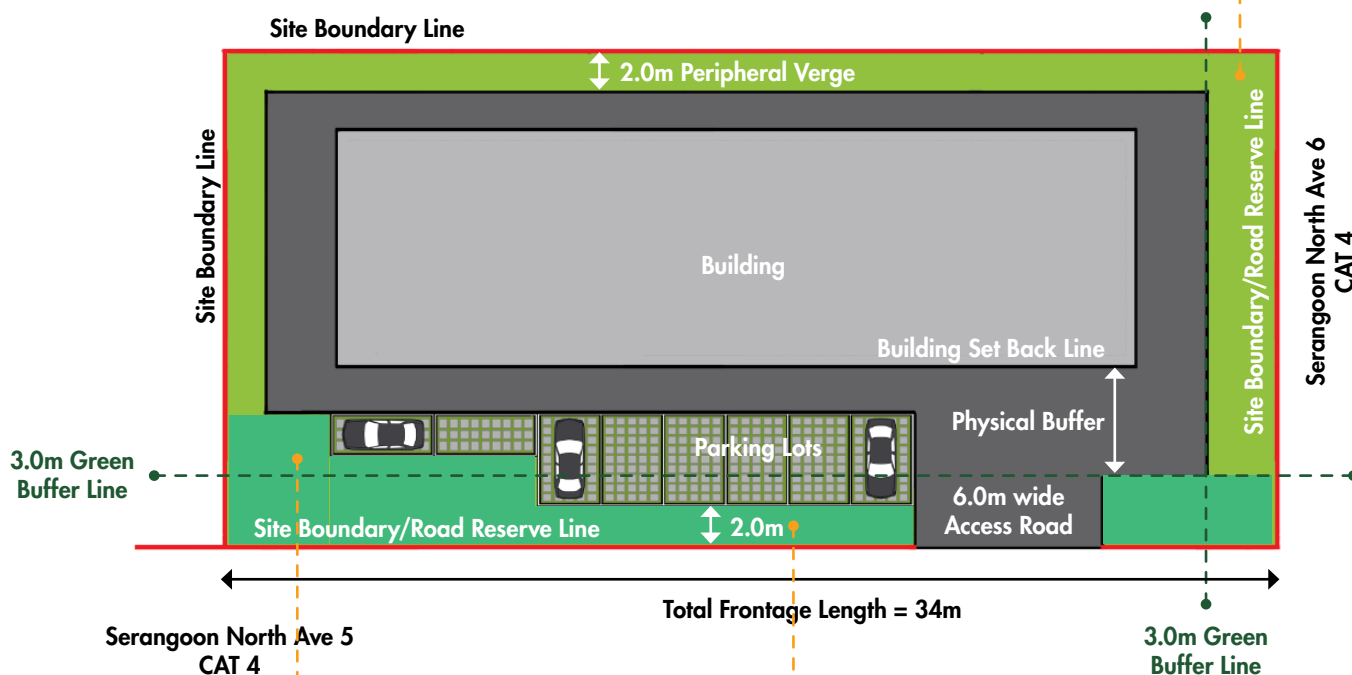 Site Boundary Line
2.0m Peripheral Verge
Site Boundary Line
Building
Building Set Back Line
Site Boundary/Road Reserve Line
Serangoon North Ave 6
CAT 4
Physical Buffer
Parking Lots
3.0m Green
Buffer Line
6.0m wide
Access Road
Site Boundary/Road Reserve Line
2.0m
Total Frontage Length = 34m
Serangoon North Ave 5
CAT 4
3.0m Green
Buffer Line